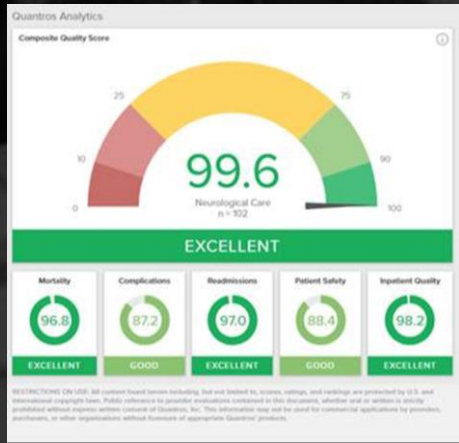 Quantros Analytics
Composite Quality Score
25
75
10
90
0
100
99.6
Neurological Care
n > 102
EXCELLENT
Mortality
Complications
Readmissions
Patient Safety
Inpatient Quality
96.8
87.2
97.0
88.4
98.2
EXCELLENT
GOOD
EXCELLENT
GOOD
EXCELLENT
RESTRICTIONS ON USE: All content found herein including, but not limited to, scores, ratings, and rankings are protected by U.S. and
international copyright laws. Public reference to provider evaluations contained in this document, whether oral or written is strictly
prohibited without express written consent of Quantros, Inc. This information may not be used for commercial applications by providers,
purchasers, or other organizations without licensure of appropriate Quantros' products.